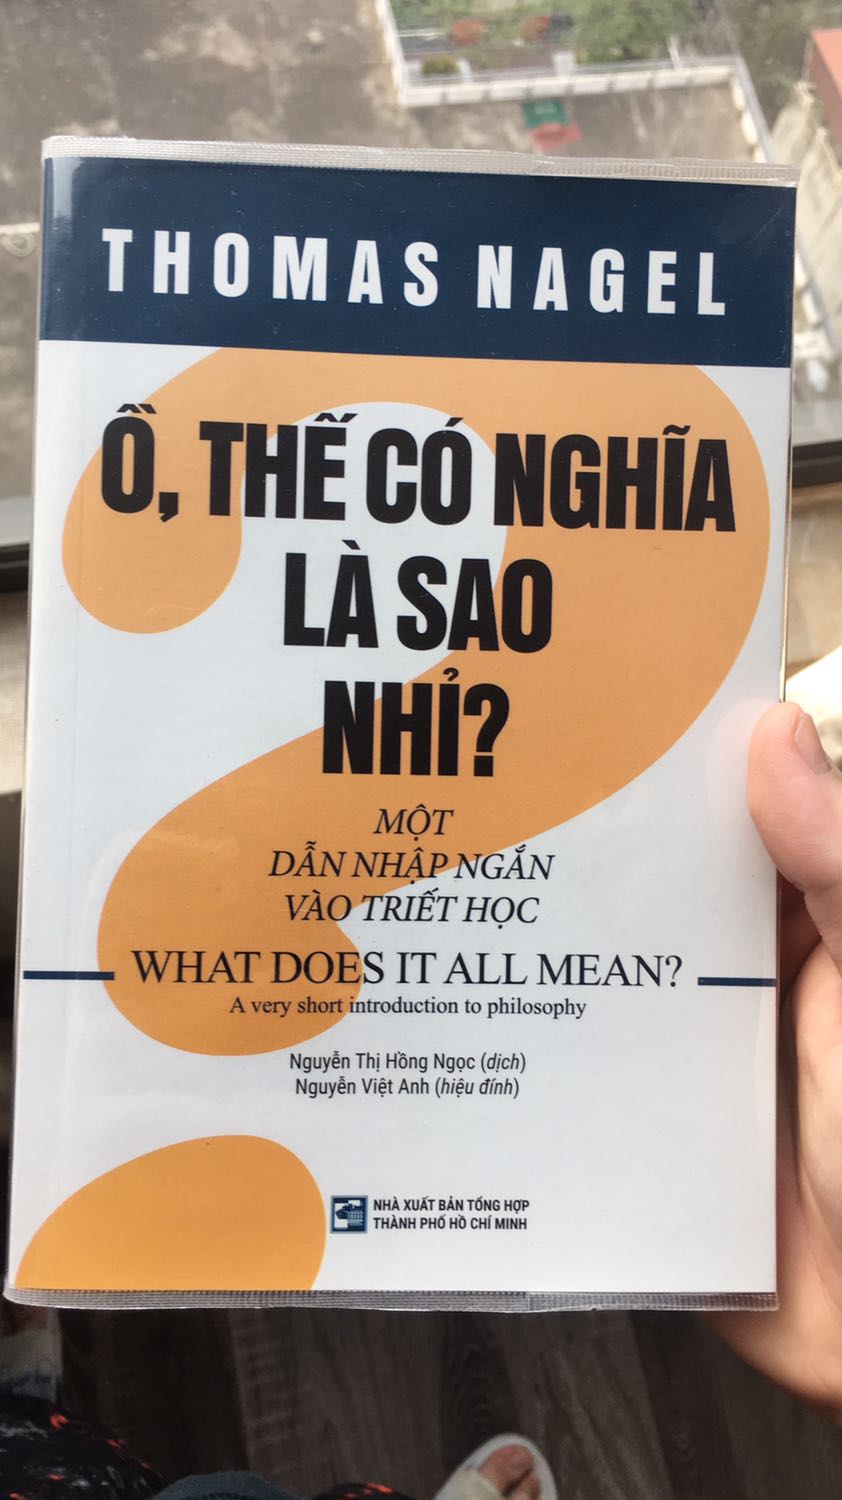 THOMAS NAGEL
Ồ, THẾ CÓ NGHĨA
LÀ SAO
NHỈ?
MỘT
DẪN NHẬP NGẮN
VÀO TRIẾT HỌC
WHAT DOES IT ALL MEAN?
A very short introduction to philosophy
Nguyễn Thị Hồng Ngọc (dịch)
Nguyễn Việt Anh (hiệu đính)
NHÀ XUẤT BẢN TỔNG HỢP
THÀNH PHỐ HỒ CHÍ MINH